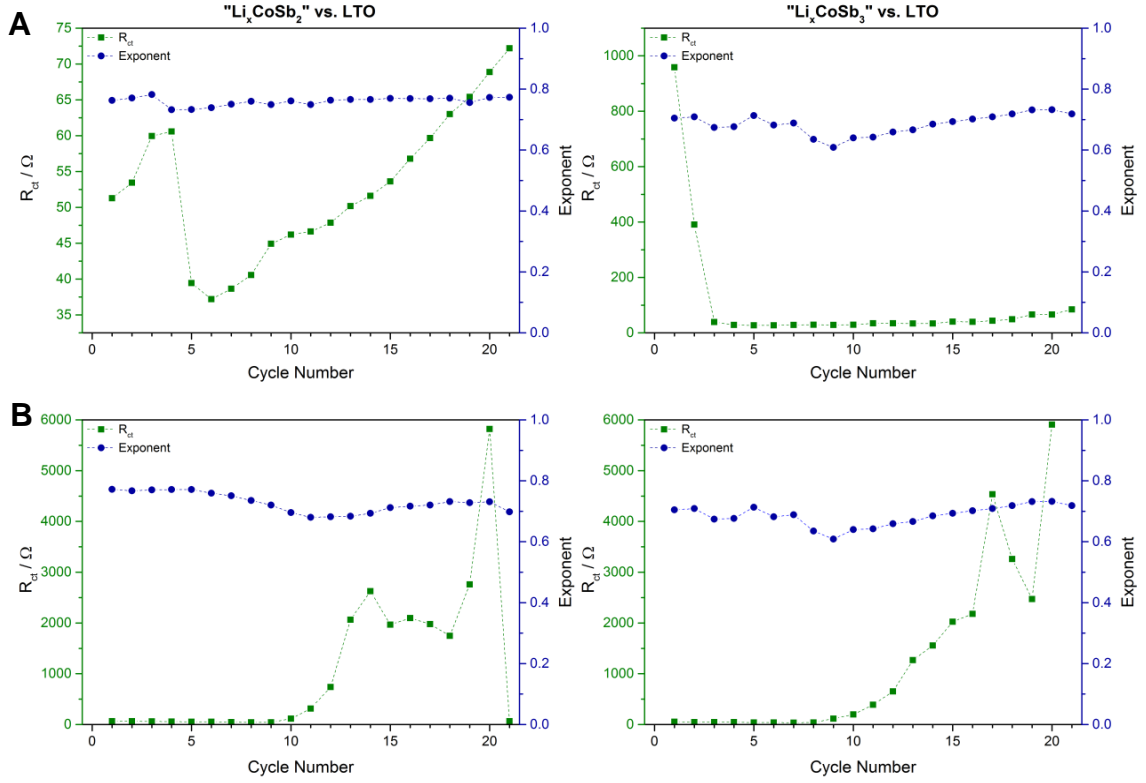 A
"LixCoSb2" vs. LTO
75
70
65
60
55
50
45
40
35
Rct / Ω
Rct
Exponent
1.0
0.8
0.6
0.4
0.2
0.0
Exponent
0 5 10 15 20
Cycle Number
"LixCoSb3" vs. LTO
1000
800
600
400
200
0
Rct / Ω
Rct
Exponent
1.0
0.8
0.6
0.4
0.2
0.0
Exponent
0 5 10 15 20
Cycle Number
B
6000
5000
4000
3000
2000
1000
0
Rct / Ω
Rct
Exponent
1.0
0.8
0.6
0.4
0.2
0.0
Exponent
0 5 10 15 20
Cycle Number
6000
5000
4000
3000
2000
1000
0
Rct / Ω
Rct
Exponent
1.0
0.8
0.6
0.4
0.2
0.0
Exponent
0 5 10 15 20
Cycle Number